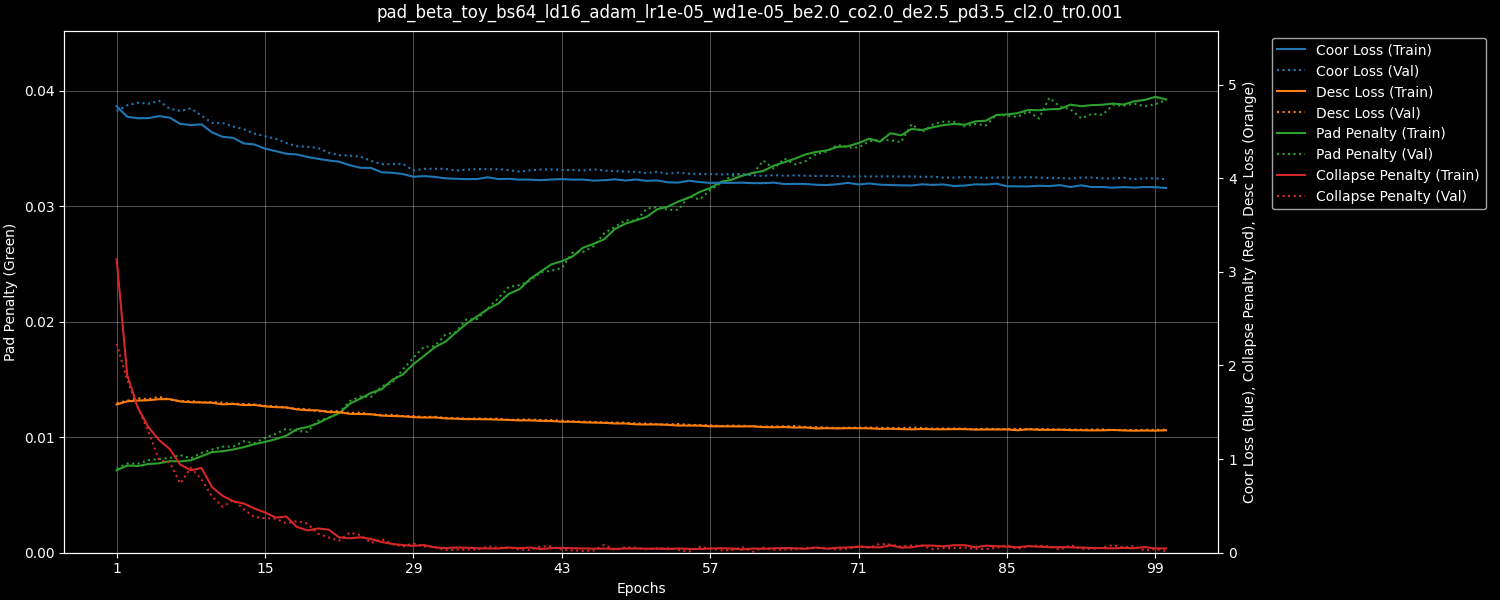 pad_beta_toy_bs64_ld16_adam_lr1e-05_wd1e-05_be2.0_co2.0_de2.5_pd3.5_cl2.0_tr0.001
Coor Loss (Train)
Coor Loss (Val)
Desc Loss (Train)
Desc Loss (Val)
Pad Penalty (Train)
Pad Penalty (Val)
Collapse Penalty (Train)
Collapse Penalty (Val)
Pad Penalty (Green)
0.04
0.03
0.02
0.01
0.00
5
4
3
2
1
0
Coor Loss (Blue), Collapse Penalty (Red), Desc Loss (Orange)
1 15 29 43 57 71 85 99
Epochs